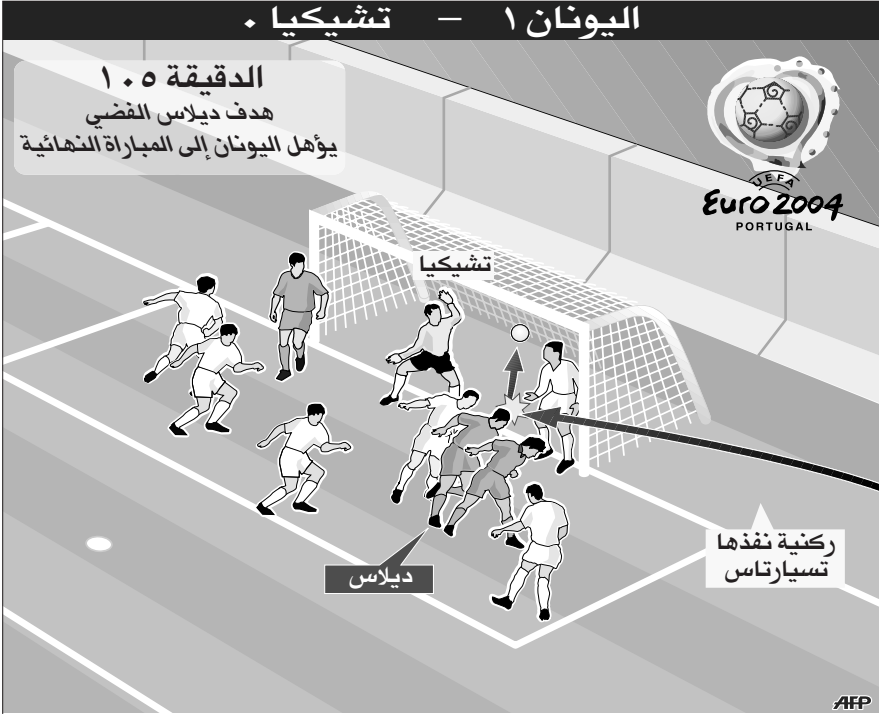 اليونان ١ – تشيكيا ٠
الدقيقة ١٠٥
هدف ديلاس الفضي
يؤهل اليونان إلى المباراة النهائية
UEFA
Euro 2004
PORTUGAL
تشيكيا
ركنية نفذها
تسيارتاس
ديلاس
AFP